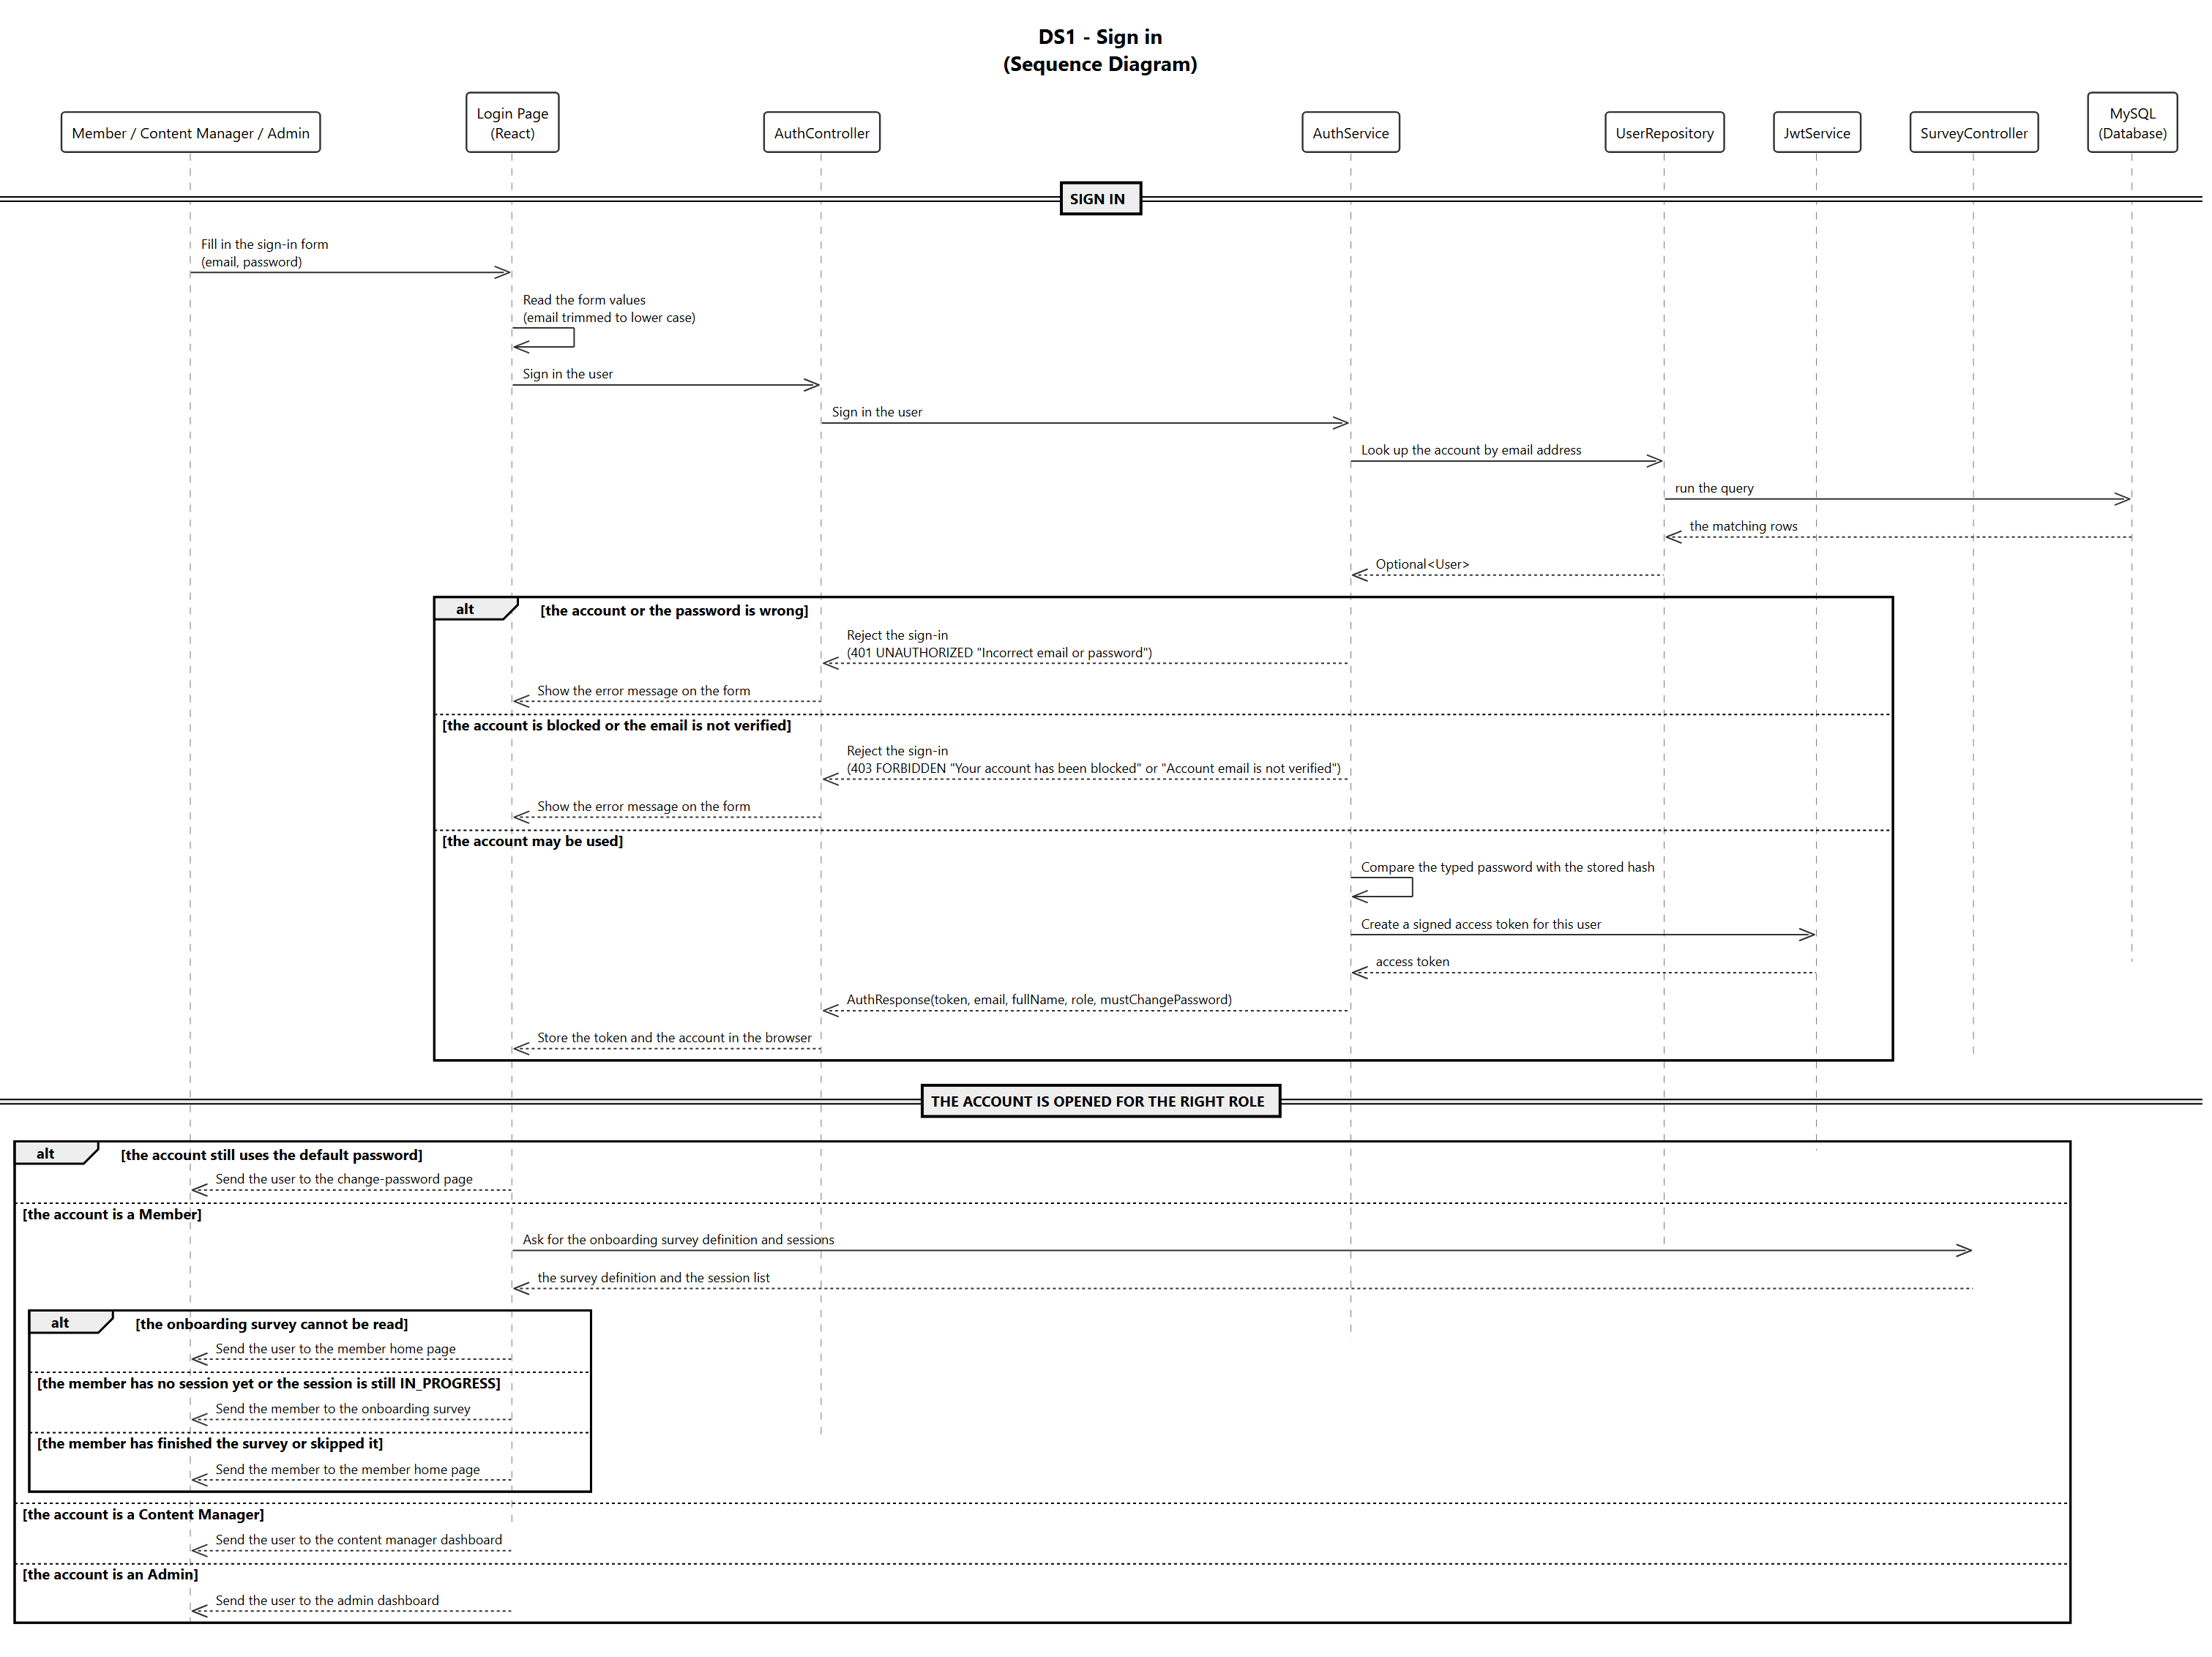 DS1 - Sign in
(Sequence Diagram)
Member / Content Manager / Admin
Login Page
(React)
AuthController
AuthService
UserRepository
JwtService
SurveyController
MySQL
(Database)
SIGN IN
Fill in the sign-in form
(email, password)
Read the form values
(email trimmed to lower case)
Sign in the user
Sign in the user
Look up the account by email address
run the query
the matching rows
Optional<User>
alt
[the account or the password is wrong]
Reject the sign-in
(401 UNAUTHORIZED "Incorrect email or password")
Show the error message on the form
[the account is blocked or the email is not verified]
Reject the sign-in
(403 FORBIDDEN "Your account has been blocked" or "Account email is not verified")
Show the error message on the form
[the account may be used]
Compare the typed password with the stored hash
Create a signed access token for this user
access token
AuthResponse(token, email, fullName, role, mustChangePassword)
Store the token and the account in the browser
THE ACCOUNT IS OPENED FOR THE RIGHT ROLE
alt
[the account still uses the default password]
Send the user to the change-password page
[the account is a Member]
Ask for the onboarding survey definition and sessions
the survey definition and the session list
alt
[the onboarding survey cannot be read]
Send the user to the member home page
[the member has no session yet or the session is still IN_PROGRESS]
Send the member to the onboarding survey
[the member has finished the survey or skipped it]
Send the member to the member home page
[the account is a Content Manager]
Send the user to the content manager dashboard
[the account is an Admin]
Send the user to the admin dashboard